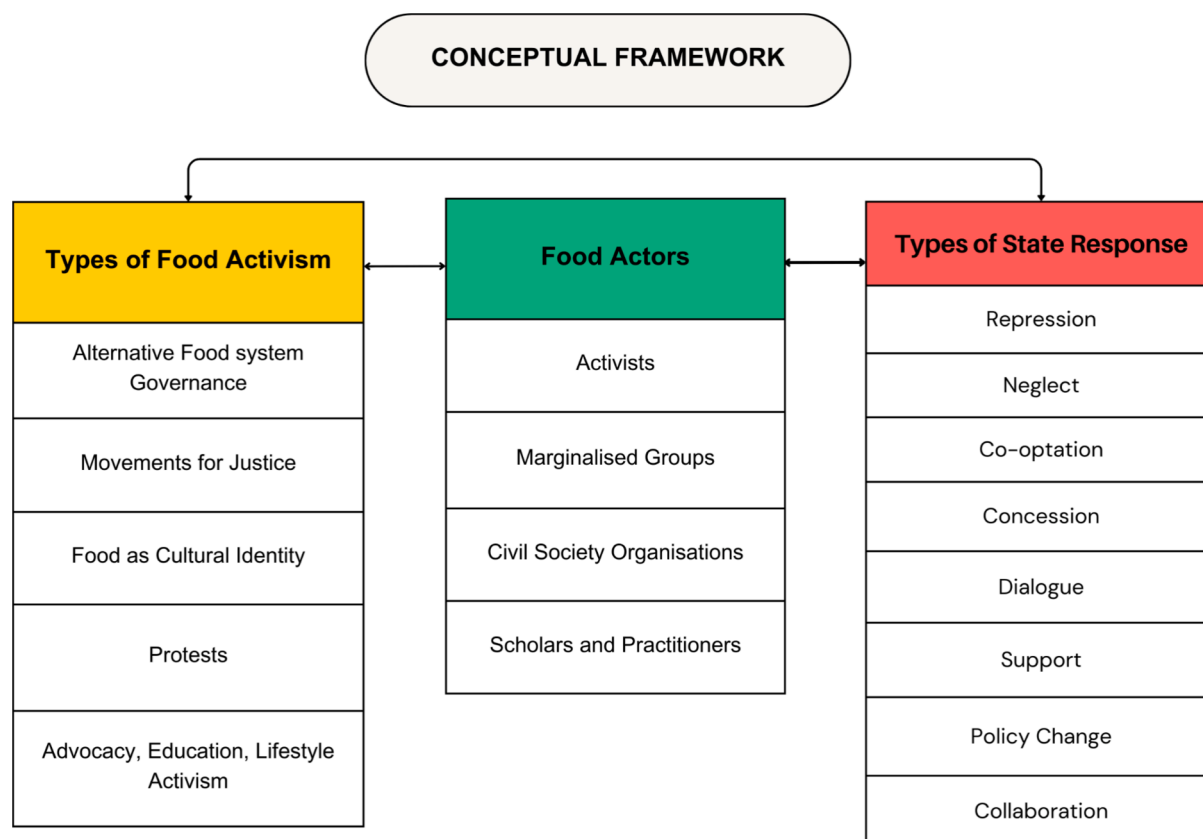 CONCEPTUAL FRAMEWORK
Types of Food Activism
Alternative Food system
Governance
Movements for Justice
Food as Cultural Identity
Protests
Advocacy, Education, Lifestyle
Activism
Food Actors
Activists
Marginalised Groups
Civil Society Organisations
Scholars and Practitioners
Types of State Response
Repression
Neglect
Co-optation
Concession
Dialogue
Support
Policy Change
Collaboration